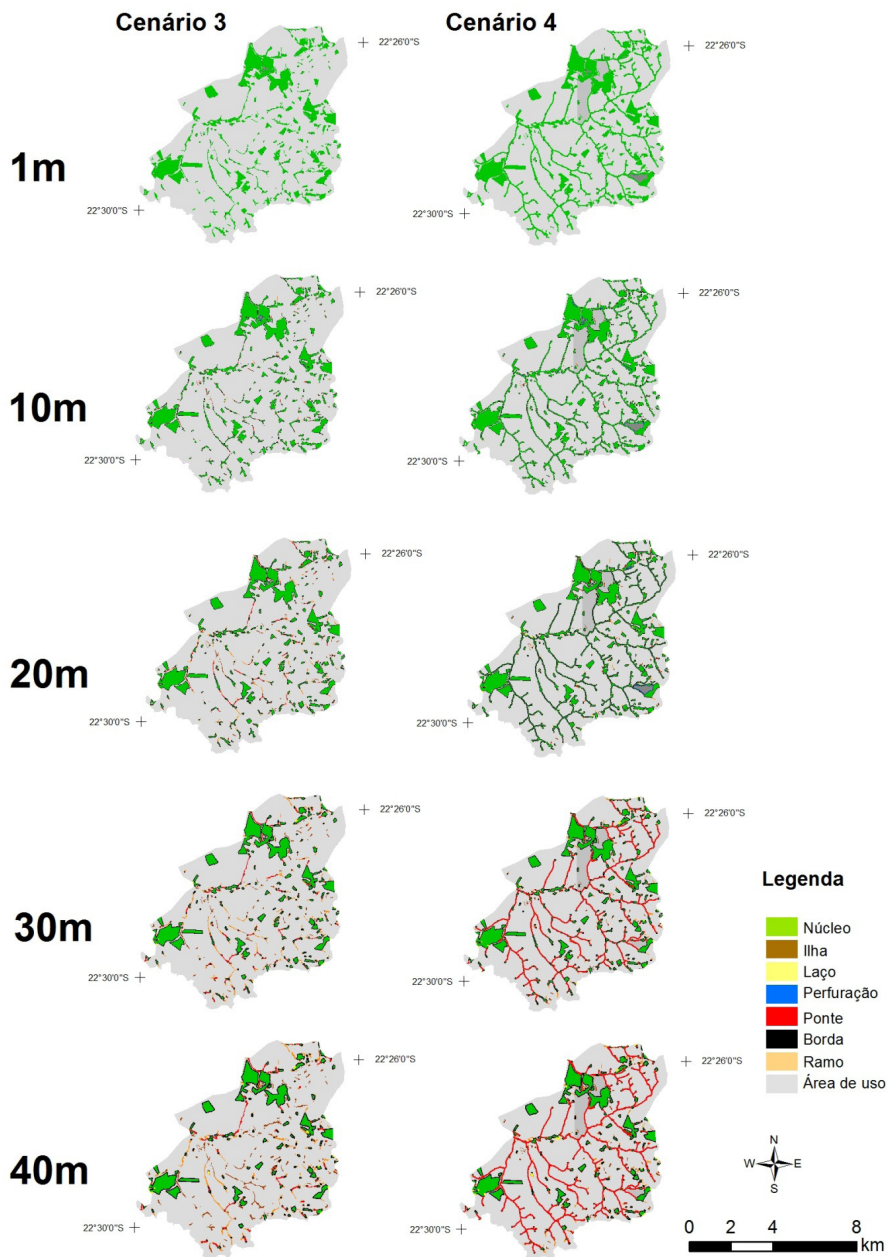 Cenário 3
Cenário 4
22°26'0"S
22°26'0"S
1m
22°30'0"S
22°30'0"S
22°26'0"S
22°26'0"S
10m
22°30'0"S
22°30'0"S
22°26'0"S
22°26'0"S
20m
22°30'0"S
22°30'0"S
22°26'0"S
22°26'0"S
30m
22°30'0"S
22°30'0"S
Legenda
Núcleo
Ilha
Laço
Perfuração
Ponte
Borda
Ramo
Área de uso
22°26'0"S
22°26'0"S
40m
22°30'0"S
22°30'0"S
N
W E
S
0 2 4 8
km